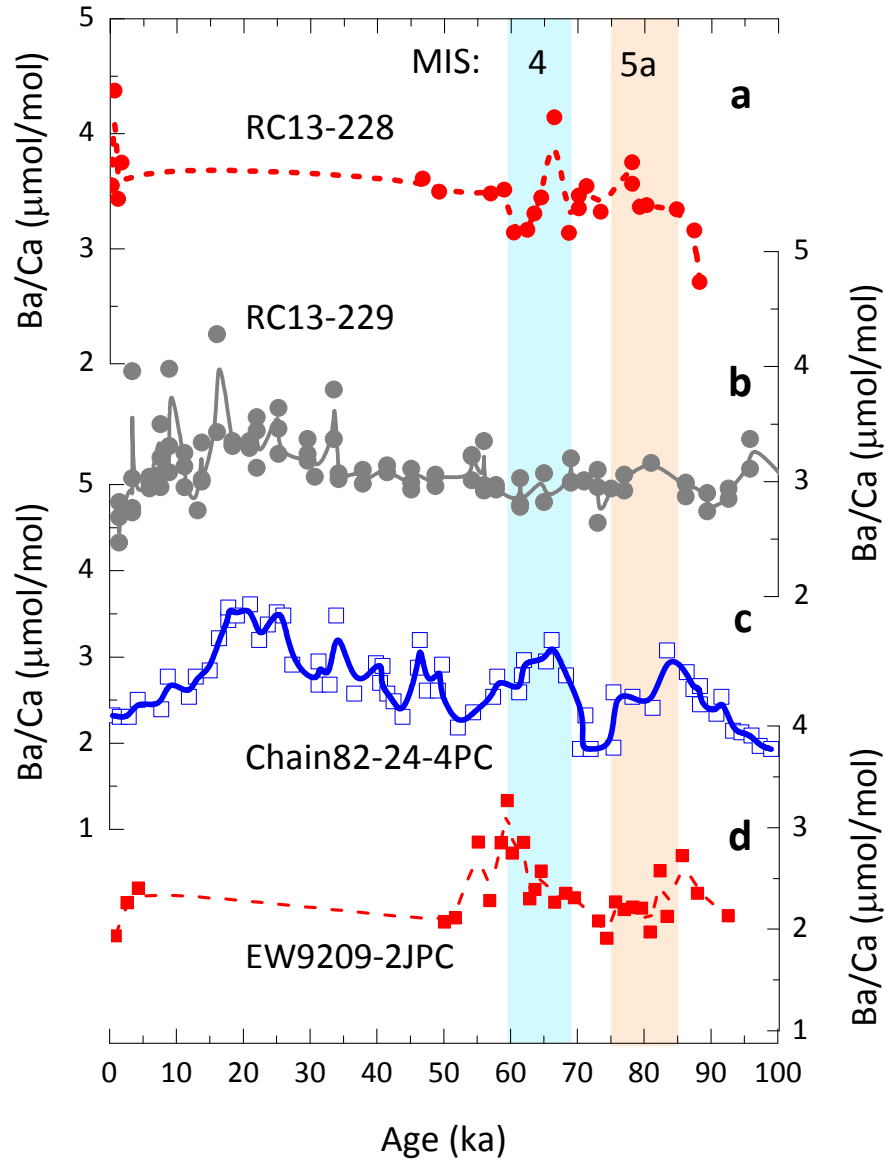 MIS: 4 5a
a
RC13-228
Ba/Ca (μmol/mol)
5
4
3
2
RC13-229
b
Ba/Ca (μmol/mol)
5
4
3
2
c
Chain82-24-4PC
Ba/Ca (μmol/mol)
5
4
3
2
1
d
EW9209-2JPC
Ba/Ca (μmol/mol)
4
3
2
1
0 10 20 30 40 50 60 70 80 90 100
Age (ka)